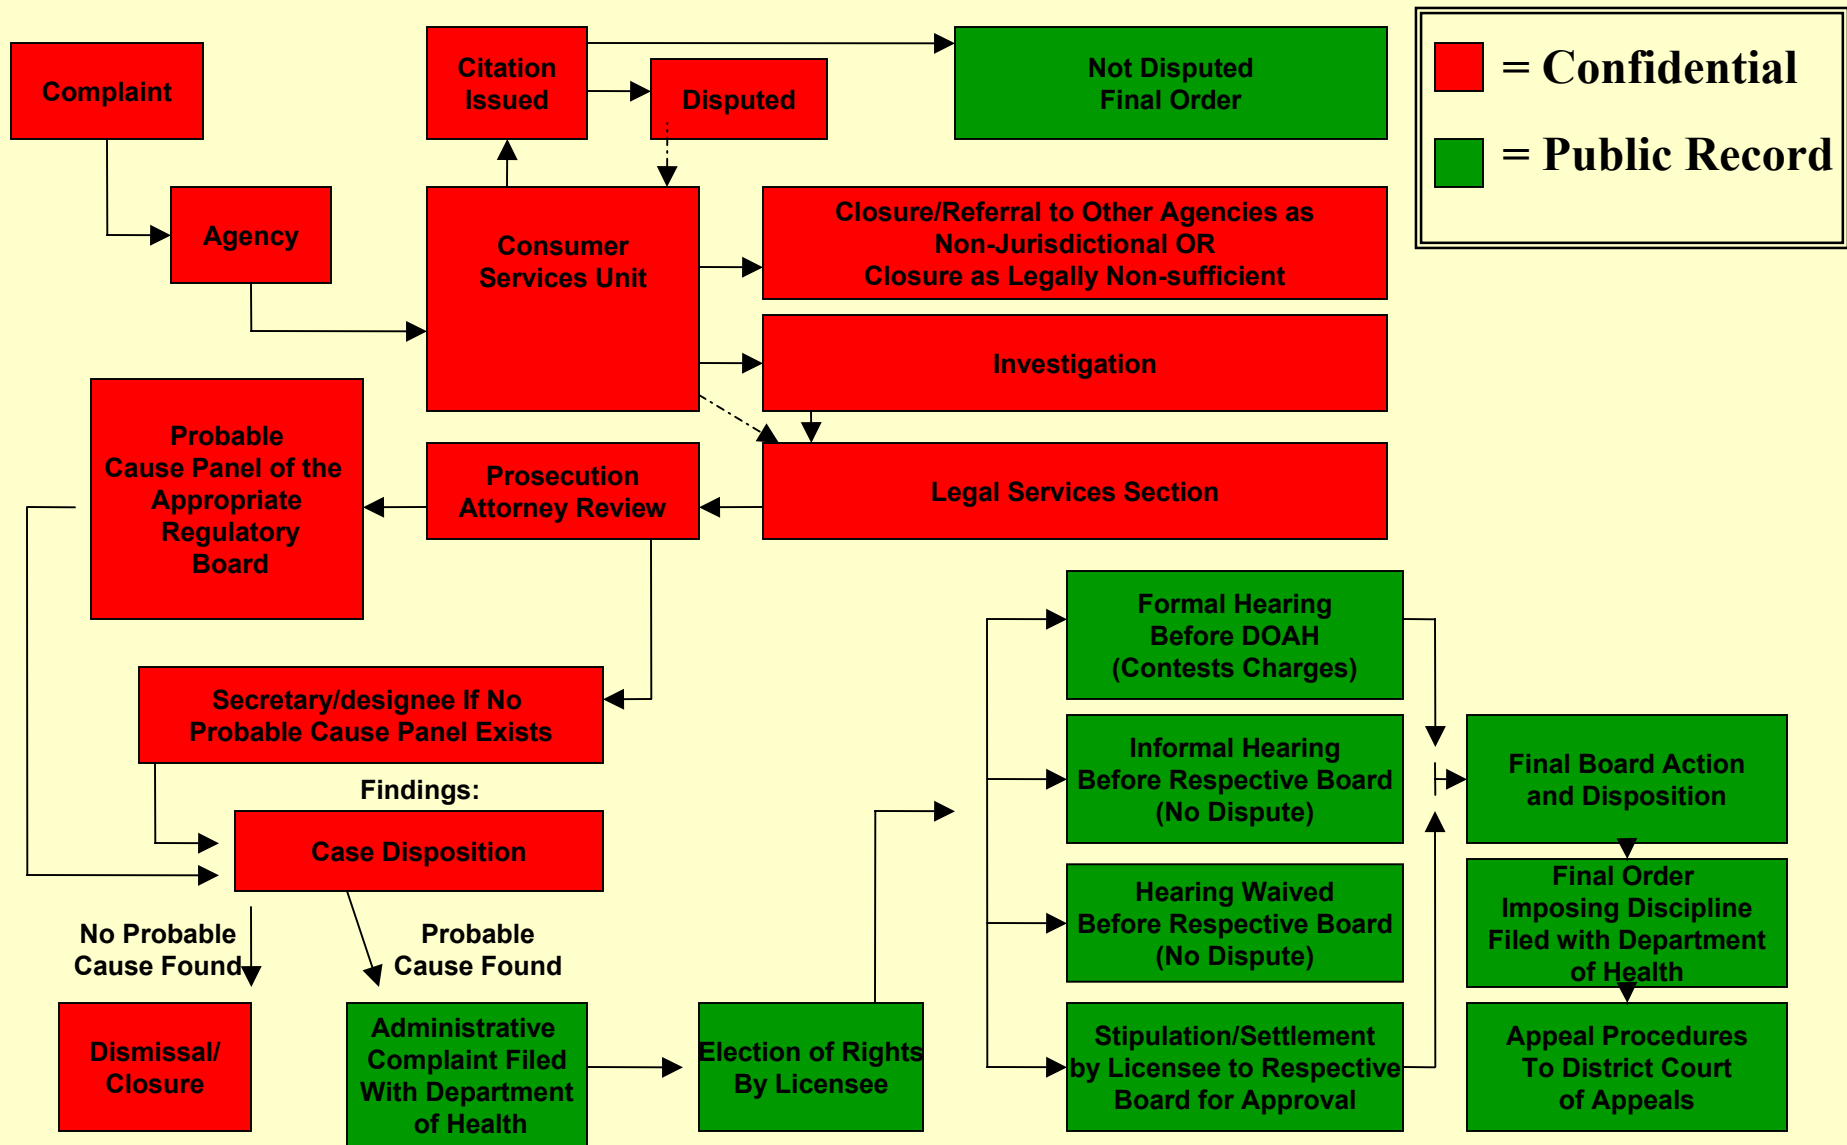 Complaint
Citation
Issued
Disputed
Not Disputed
Final Order
= Confidential
= Public Record
Agency
Consumer
Services Unit
Closure/Referral to Other Agencies as
Non-Jurisdictional OR
Closure as Legally Non-sufficient
Investigation
Probable
Cause Panel of the
Appropriate
Regulatory
Board
Prosecution
Attorney Review
Legal Services Section
Secretary/designee If No
Probable Cause Panel Exists
Findings:
Case Disposition
No Probable
Cause Found
Probable
Cause Found
Dismissal/
Closure
Administrative
Complaint Filed
With Department
of Health
Election of Rights
By Licensee
Formal Hearing
Before DOAH
(Contests Charges)
Informal Hearing
Before Respective Board
(No Dispute)
Hearing Waived
Before Respective Board
(No Dispute)
Stipulation/Settlement
by Licensee to Respective
Board for Approval
Final Board Action
and Disposition
Final Order
Imposing Discipline
Filed with Department
of Health
Appeal Procedures
To District Court
of Appeals